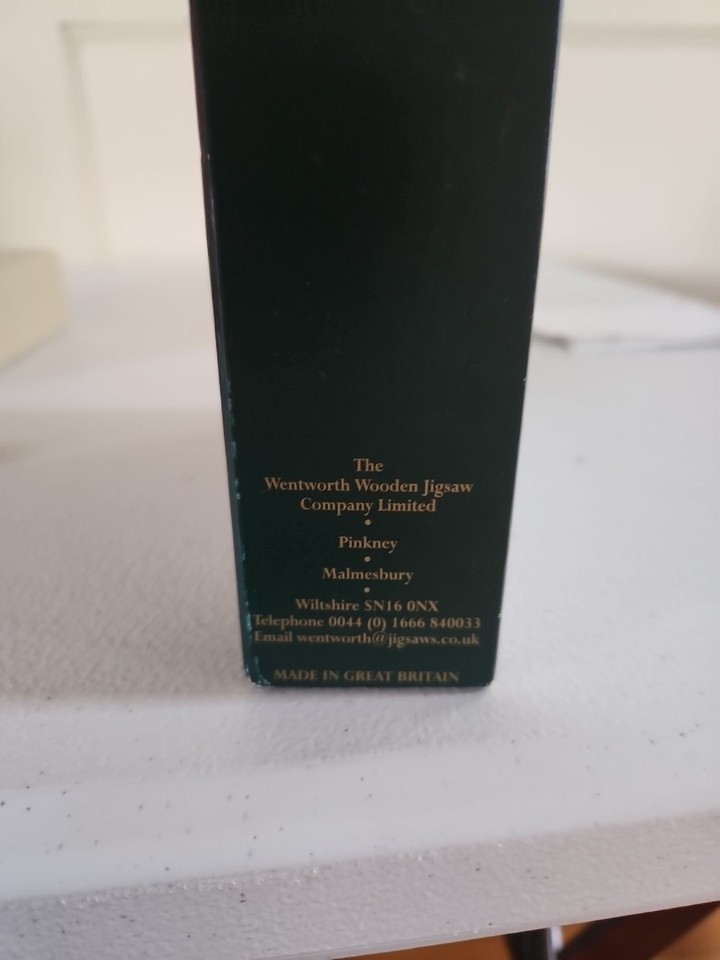 The
Wentworth Wooden Jigsaw
Company Limited
•
Pinkney
•
Malmesbury
•
Wiltshire SN16 0NX
Telephone 0044 (0) 1666 840033
Email wentworth@jigsaws.co.uk
MADE IN GREAT BRITAIN